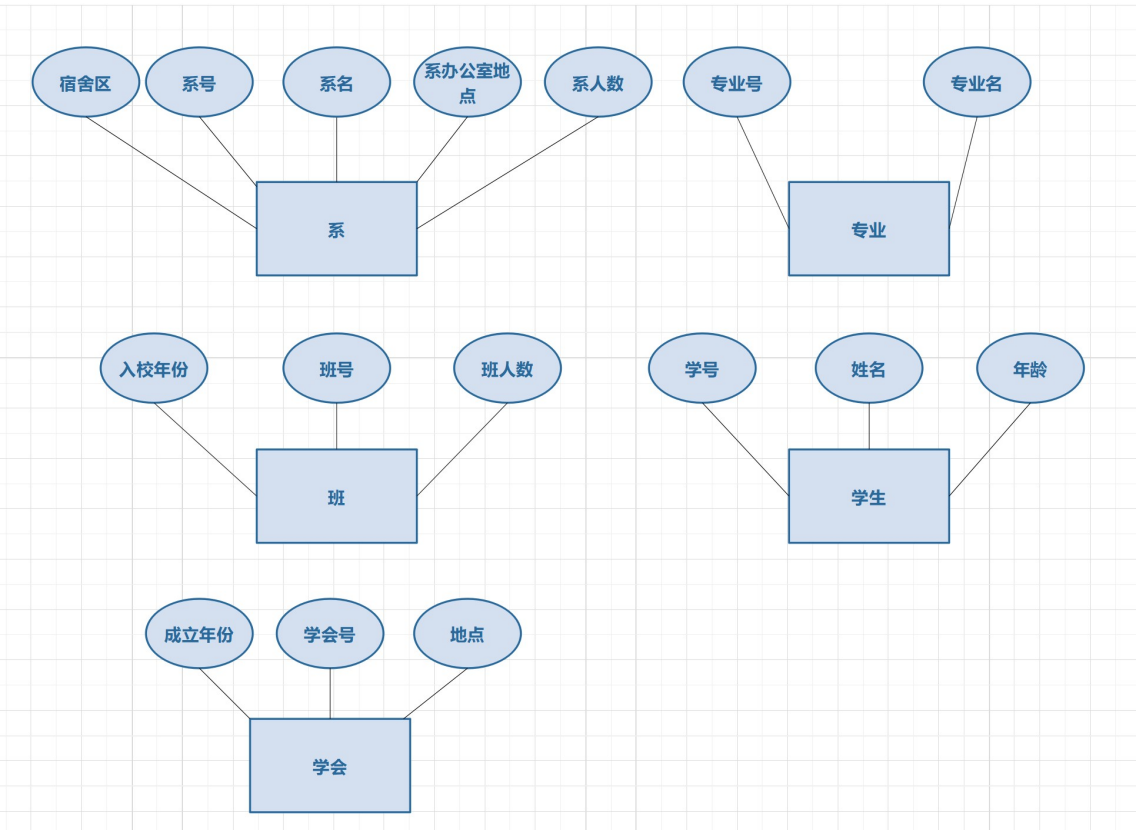 宿舍区
系号
系名
系办公室地
点
系人数
专业号
专业名
系
专业
入校年份
班号
班人数
学号
姓名
年龄
班
学生
成立年份
学会号
地点
学会